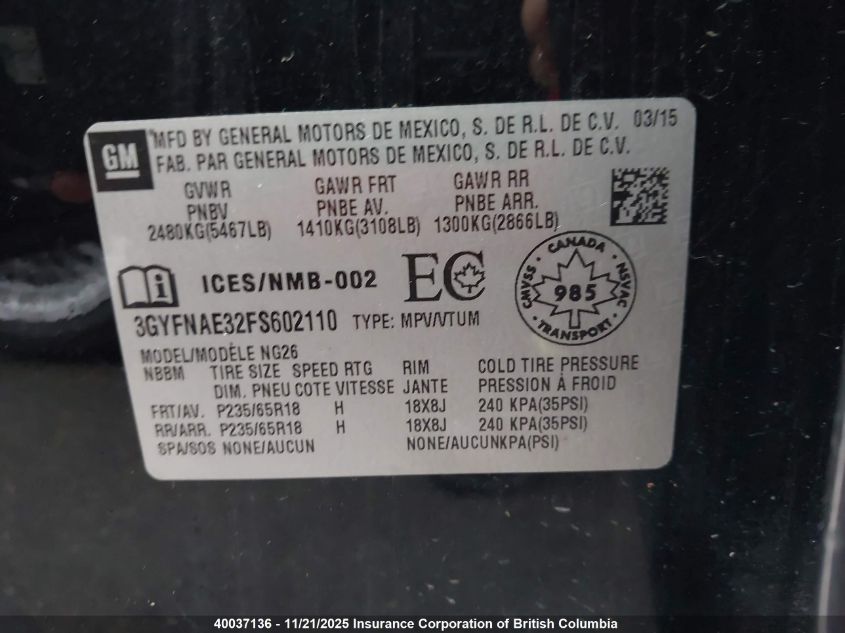 GM
MFD BY GENERAL MOTORS DE MEXICO, S. DE R.L. DE C.V. 03/15
FAB. PAR GENERAL MOTORS DE MEXICO, S. DE R.L. DE C.V.
GVWR GAWR FRT GAWR RR
PNBV PNBE AV. PNBE ARR.
2480KG(5467LB) 1410KG(3108LB) 1300KG(2866LB)
i ICES/NMB-002 EC
CANADA
CMVSS 985 NSVAC
TRANSPORT
3GYFNAE32FS602110 TYPE: MPV/VTUM
MODEL/MODÈLE NG26
NBBM TIRE SIZE SPEED RTG RIM COLD TIRE PRESSURE
DIM. PNEU COTE VITESSE JANTE PRESSION À FROID
FRT/AV. P235/65R18 H 18X8J 240 KPA(35PSI)
RR/ARR. P235/65R18 H 18X8J 240 KPA(35PSI)
SPA/SOS NONE/AUCUN NONE/AUCUNKPA(PSI)
40037136 - 11/21/2025 Insurance Corporation of British Columbia